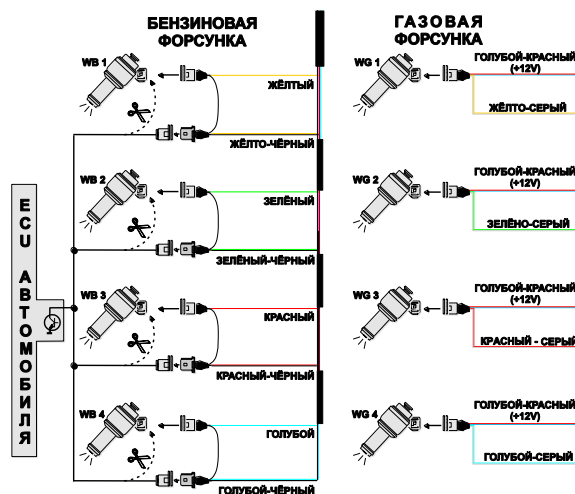 БЕНЗИНОВАЯ
ФОРСУНКА
ГАЗОВАЯ
ФОРСУНКА
WB 1
ЖЁЛТЫЙ
ЖЁЛТО-ЧЁРНЫЙ
WB 2
ЗЕЛЁНЫЙ
ЗЕЛЁНЫЙ-ЧЁРНЫЙ
WB 3
КРАСНЫЙ
КРАСНЫЙ-ЧЁРНЫЙ
WB 4
ГОЛУБОЙ
ГОЛУБОЙ-ЧЁРНЫЙ
ECU АВТОМОБИЛЯ
WG 1
ГОЛУБОЙ-КРАСНЫЙ
(+12V)
ЖЁЛТО-СЕРЫЙ
WG 2
ГОЛУБОЙ-КРАСНЫЙ
(+12V)
ЗЕЛЁНО-СЕРЫЙ
WG 3
ГОЛУБОЙ-КРАСНЫЙ
(+12V)
КРАСНЫЙ - СЕРЫЙ
WG 4
ГОЛУБОЙ-КРАСНЫЙ
(+12V)
ГОЛУБОЙ-СЕРЫЙ